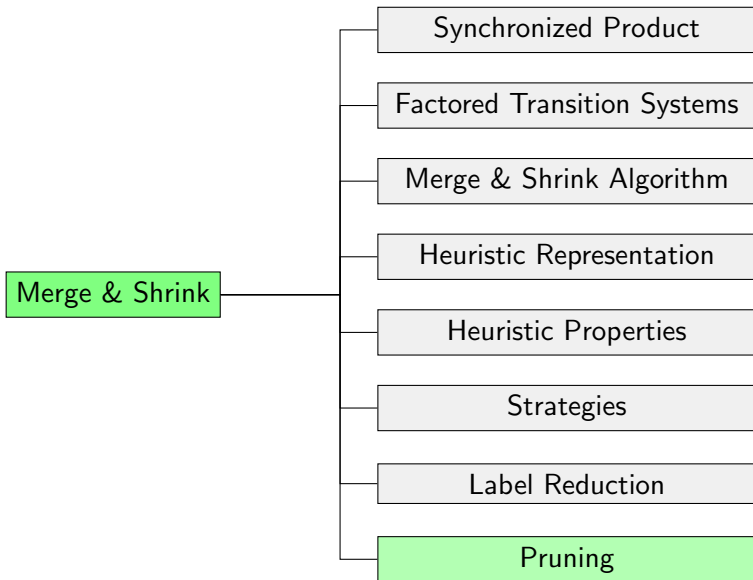 Synchronized Product
Factored Transition Systems
Merge & Shrink Algorithm
Heuristic Representation
Merge & Shrink
Heuristic Properties
Strategies
Label Reduction
Pruning